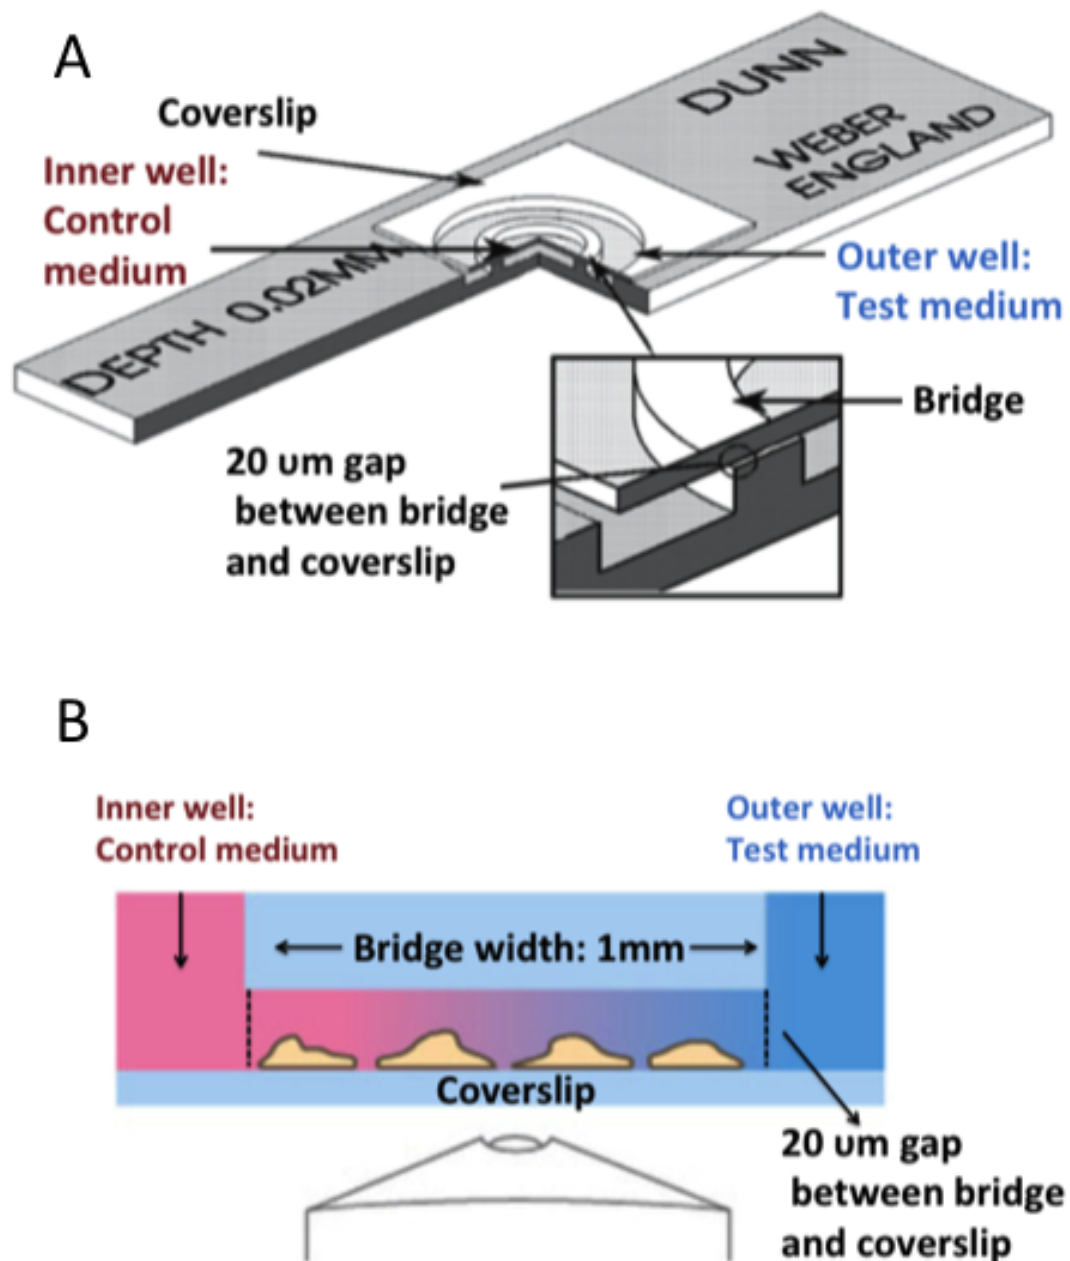 A
Coverslip
Inner well:
Control
medium
DUNN
WEBER
ENGLAND
DEPTH 0.02MM
Outer well:
Test medium
Bridge
20 um gap
between bridge
and coverslip
B
Inner well:
Control medium
Outer well:
Test medium
Bridge width: 1mm
Coverslip
20 um gap
between bridge
and coverslip